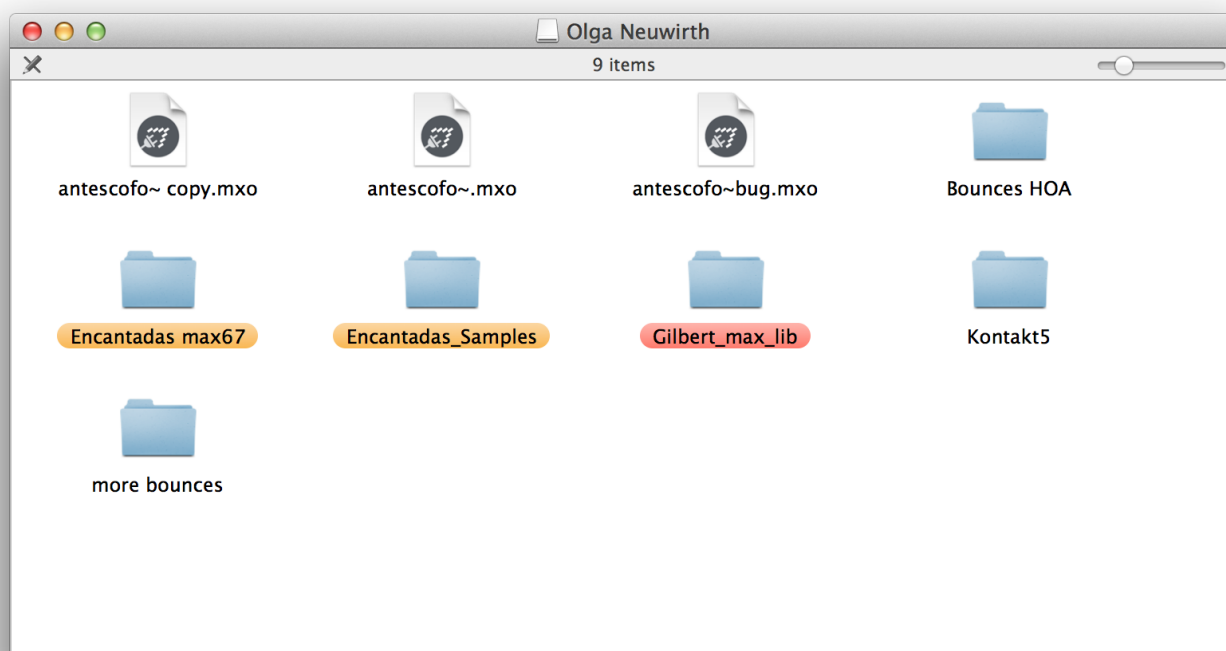 Olga Neuwirth
9 items
antescofo~ copy.mxo
antescofo~.mxo
antescofo~bug.mxo
Bounces HOA
Encantadas max67
Encantadas_Samples
Gilbert_max_lib
Kontakt5
more bounces